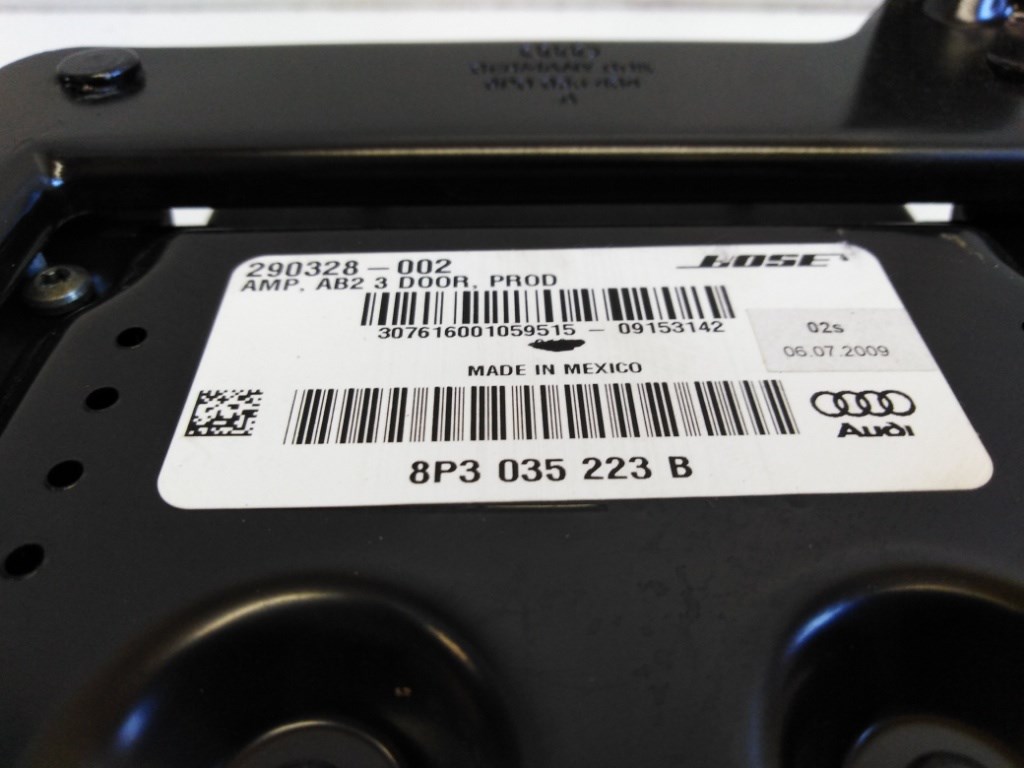 290328-002
BOSE
AMP, AB2 3 DOOR, PROD
307616001059515 - 09153142
02s
06.07.2009
MADE IN MEXICO
Audi
8P3 035 223 B